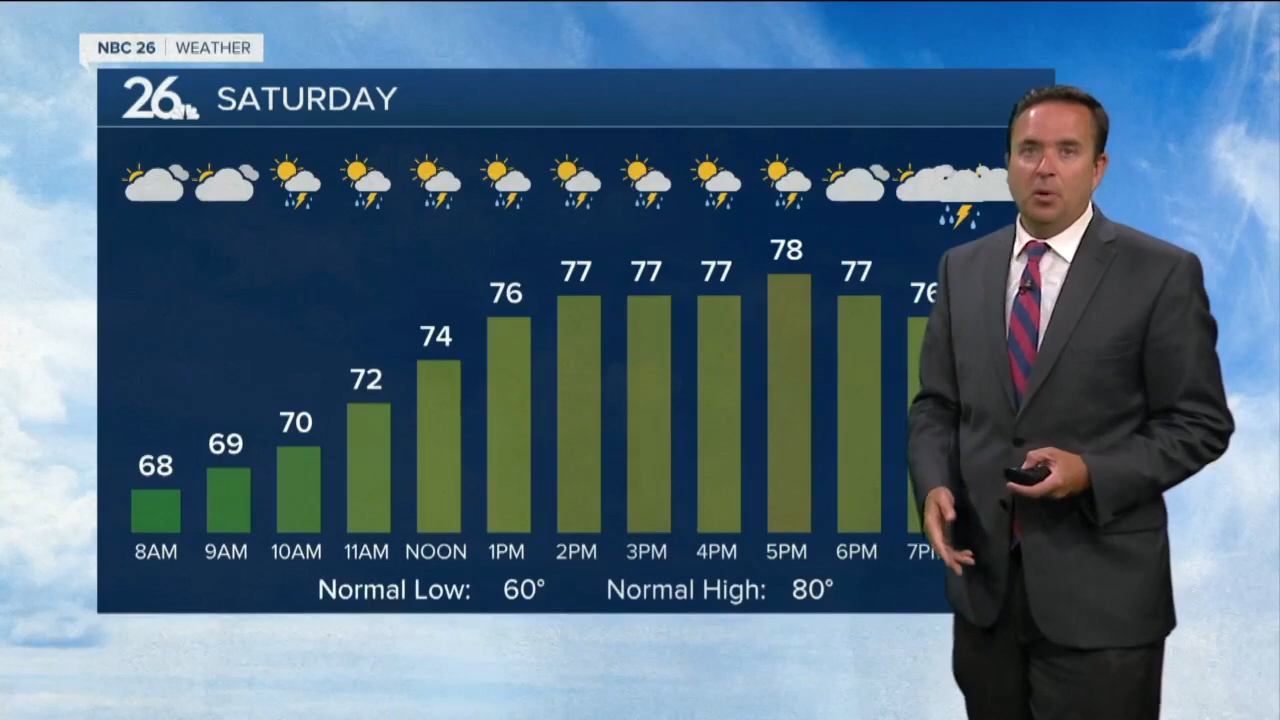 NBC 26 | WEATHER
26 SATURDAY
68 69 70 72 74 76 77 77 77 78 77 76
8AM 9AM 10AM 11AM NOON 1PM 2PM 3PM 4PM 5PM 6PM
Normal Low: 60° Normal High: 80°